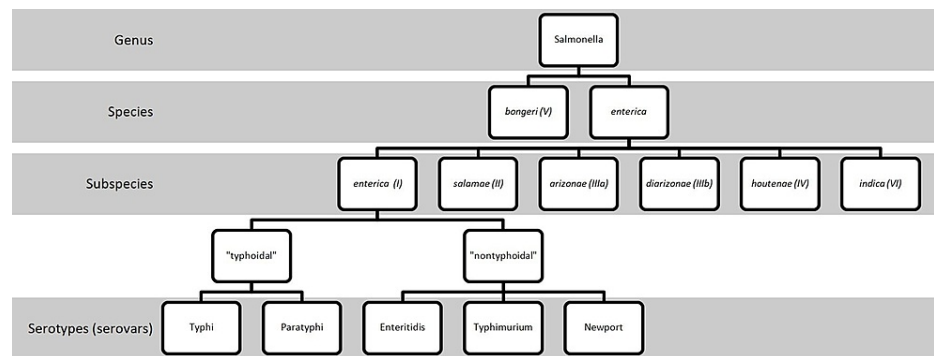 Genus
Salmonella
Species
bongeri (V)
enterica
Subspecies
enterica (I)
salamae (II)
arizonae (IIIa)
diarizonae (IIIb)
houtenae (IV)
indica (VI)
"typhoidal"
"nontyphoidal"
Serotypes (serovars)
Typhi
Paratyphi
Enteritidis
Typhimurium
Newport